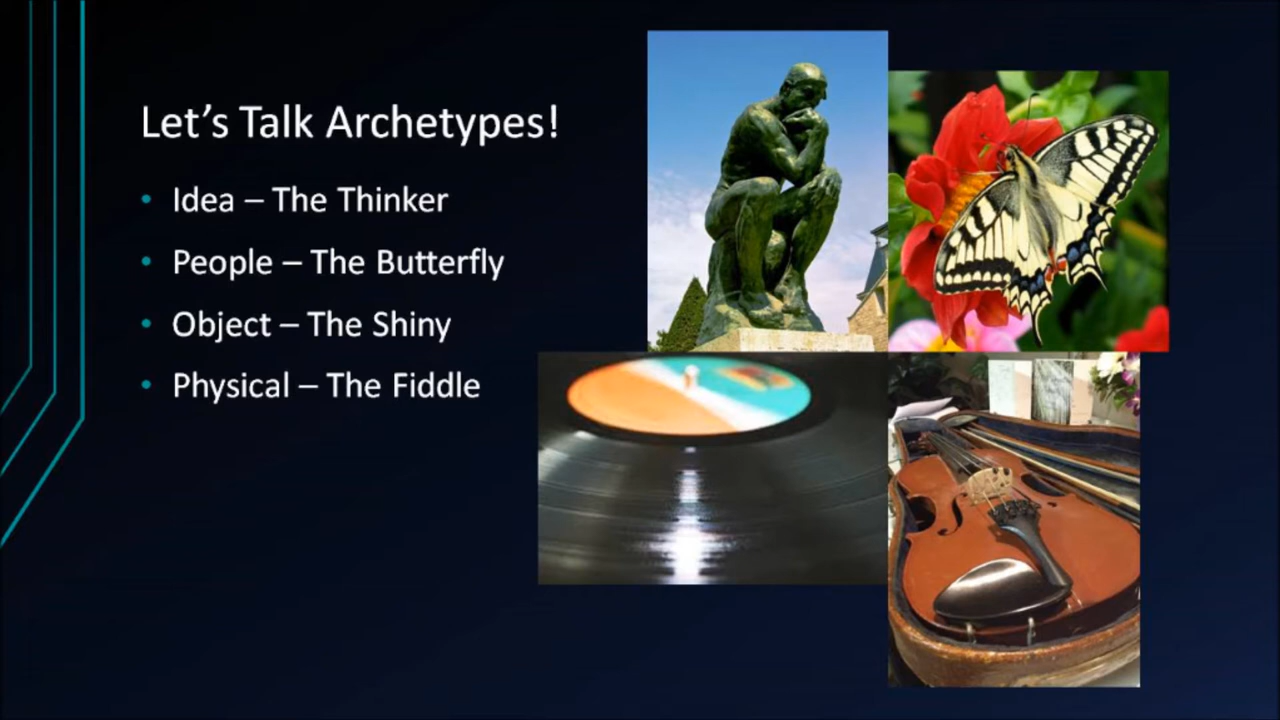 Let’s Talk Archetypes!
• Idea – The Thinker
• People – The Butterfly
• Object – The Shiny
• Physical – The Fiddle